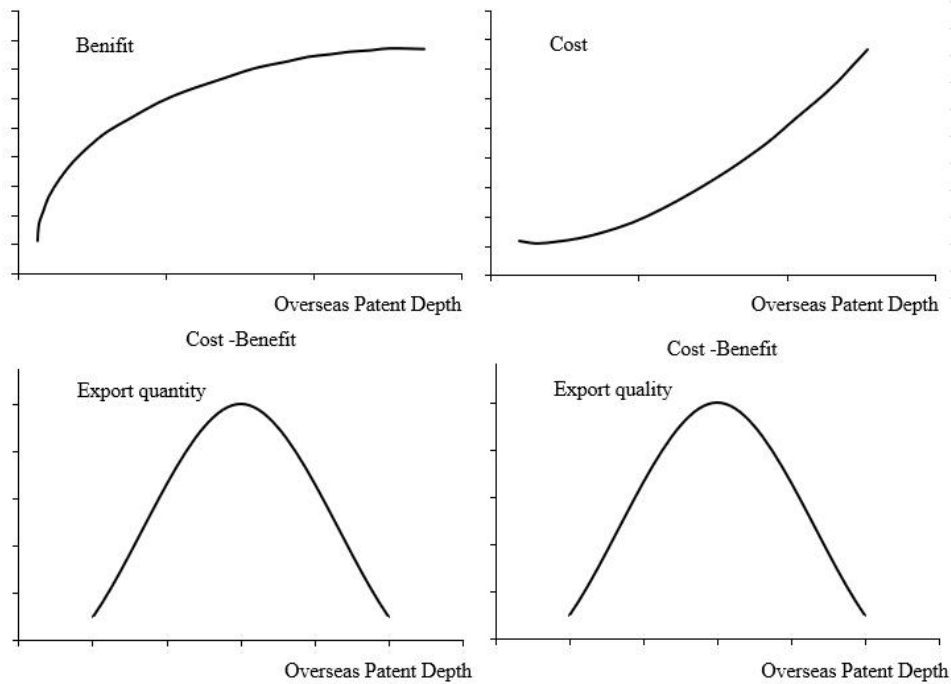 Benifit
Cost
Overseas Patent Depth
Overseas Patent Depth
Cost -Benefit
Cost -Benefit
Export quantity
Export quality
Overseas Patent Depth
Overseas Patent Depth